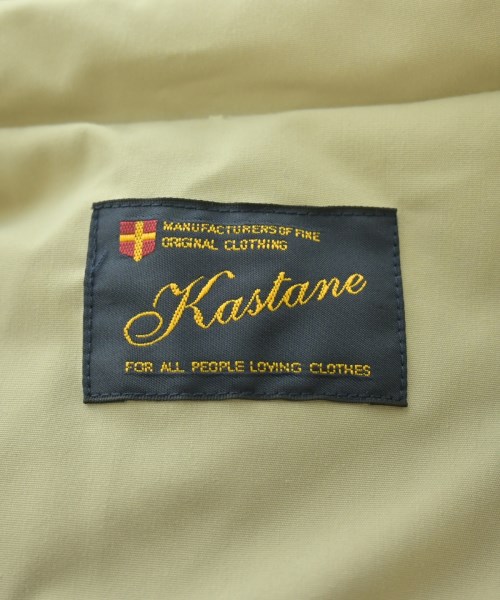 MANUFACTURERS OF FINE
ORIGINAL CLOTHING
Kastane
FOR ALL PEOPLE LOVING CLOTHES